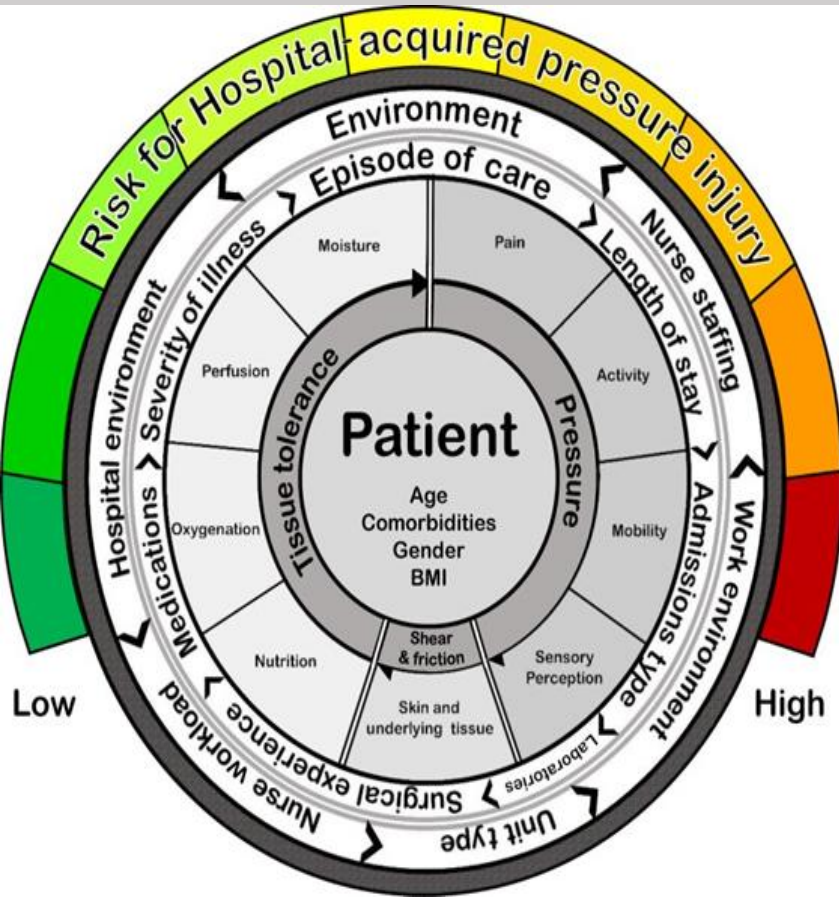 Risk for Hospital-acquired pressure injury
Environment
Nurse staffing
Work environment
Unit type
Nurse workload
Hospital environment
Episode of care
Length of stay
Admissions type
Laboratories
Surgical experience
Medications
Severity of illness
Moisture
Pain
Perfusion
Activity
Oxygenation
Mobility
Nutrition
Sensory
Perception
Skin and
underlying tissue
Tissue tolerance
Pressure
Shear
& friction
Patient
Age
Comorbidities
Gender
BMI
Low
High